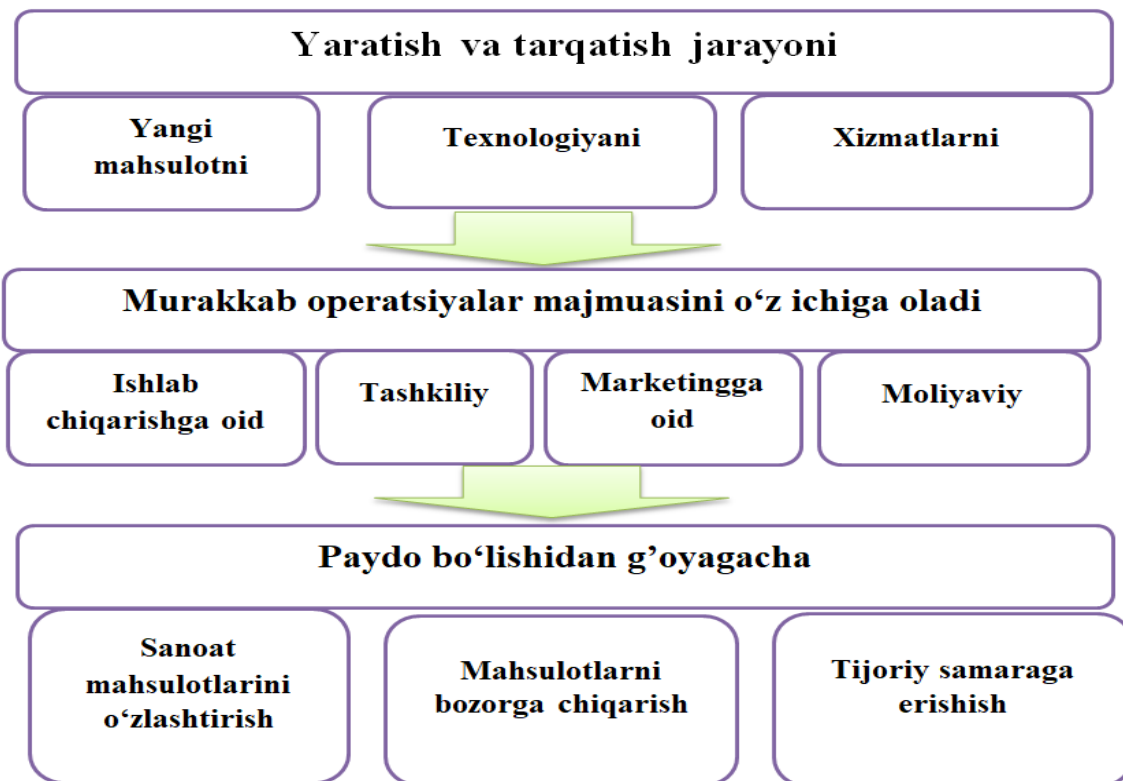 Yaratish va tarqatish jarayoni
Yangi
mahsulotni
Texnologiyani
Xizmatlarni
Murakkab operatsiyalar majmuasini o‘z ichiga oladi
Ishlab
chiqarishga oid
Tashkiliy
Marketingga
oid
Moliyaviy
Paydo bo‘lishidan g’oyagacha
Sanoat
mahsulotlarini
o‘zlashtirish
Mahsulotlarni
bozorga chiqarish
Tijoriy samaraga
erishish